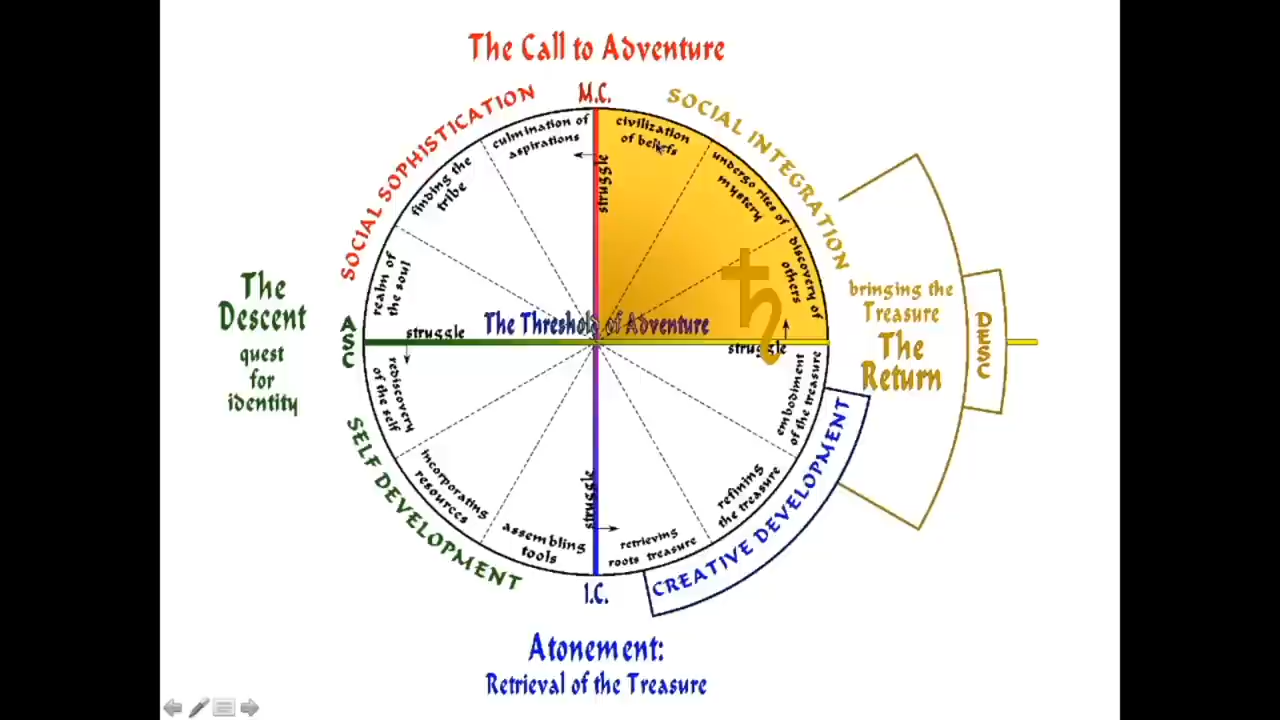 The Call to Adventure
M.C.
SOCIAL SOPHISTICATION
SOCIAL INTEGRATION
culmination of
aspirations
civilization
of beliefs
finding the
tribe
undergo rites of
mystery
realm of
the soul
discovery of
others
struggle
struggle
struggle
struggle
The Threshold of Adventure
The
Descent
quest
for
identity
ASC
bringing the
Treasure
The
Return
DESC
rediscovery
of the self
embodiment
of the treasure
incorporating
resources
refining
the treasure
assembling
tools
retrieving
roots treasure
SELF DEVELOPMENT
CREATIVE DEVELOPMENT
I.C.
Atonement:
Retrieval of the Treasure